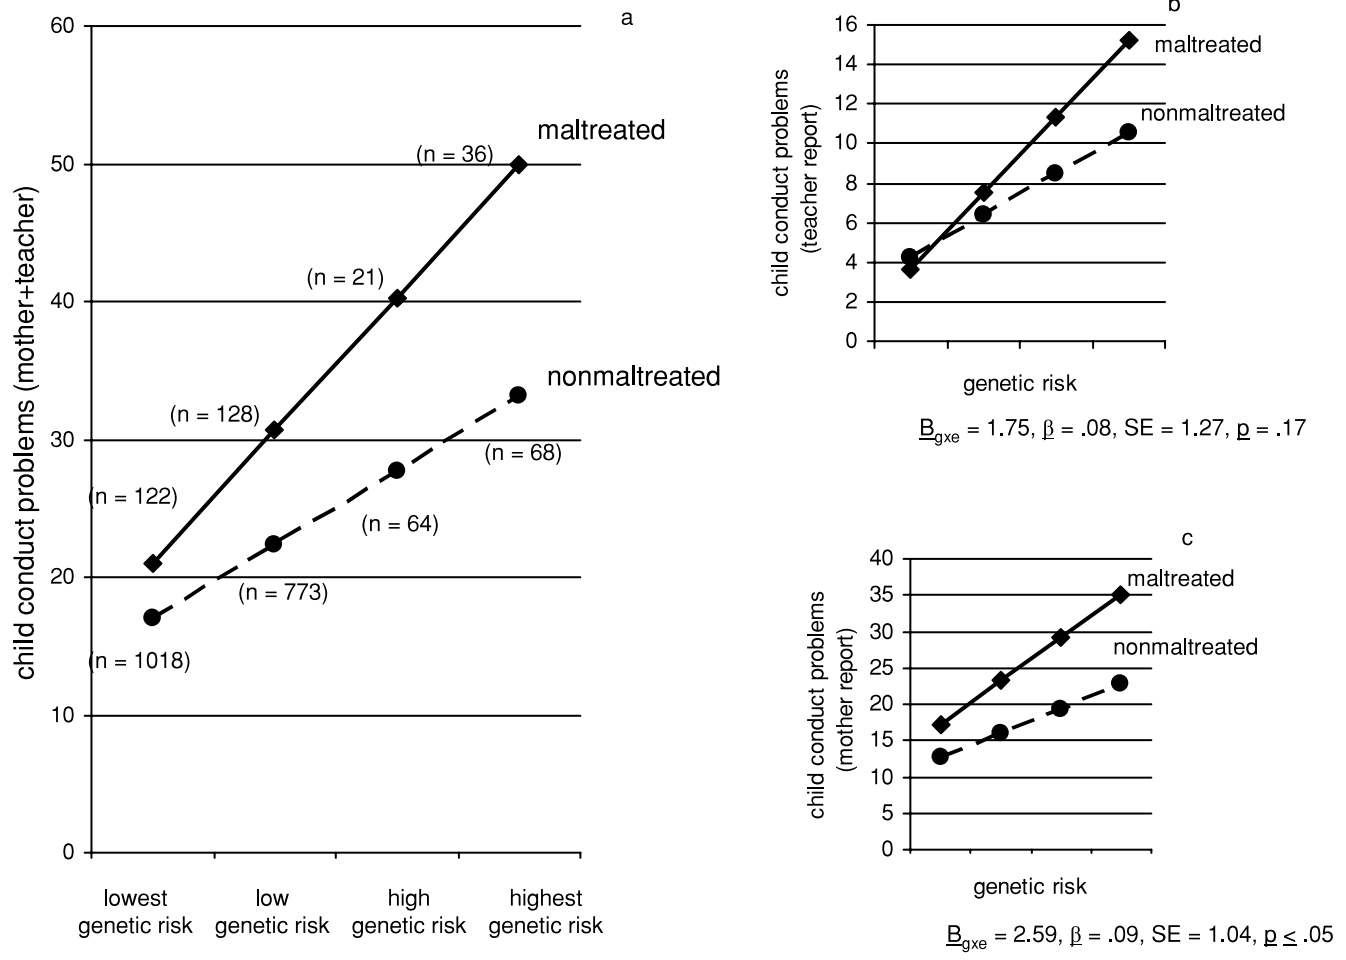 a
60
50
40
30
20
10
0
child conduct problems (mother+teacher)
maltreated
(n = 36)
(n = 21)
nonmaltreated
(n = 128)
(n = 68)
(n = 122)
(n = 64)
(n = 773)
(n = 1018)
lowest
genetic risk
low
genetic risk
high
genetic risk
highest
genetic risk
b
16
14
12
10
8
6
4
2
0
child conduct problems
(teacher report)
maltreated
nonmaltreated
genetic risk
Bgxe = 1.75, β = .08, SE = 1.27, p = .17
c
40
35
30
25
20
15
10
5
0
child conduct problems
(mother report)
maltreated
nonmaltreated
genetic risk
Bgxe = 2.59, β = .09, SE = 1.04, p ≤ .05